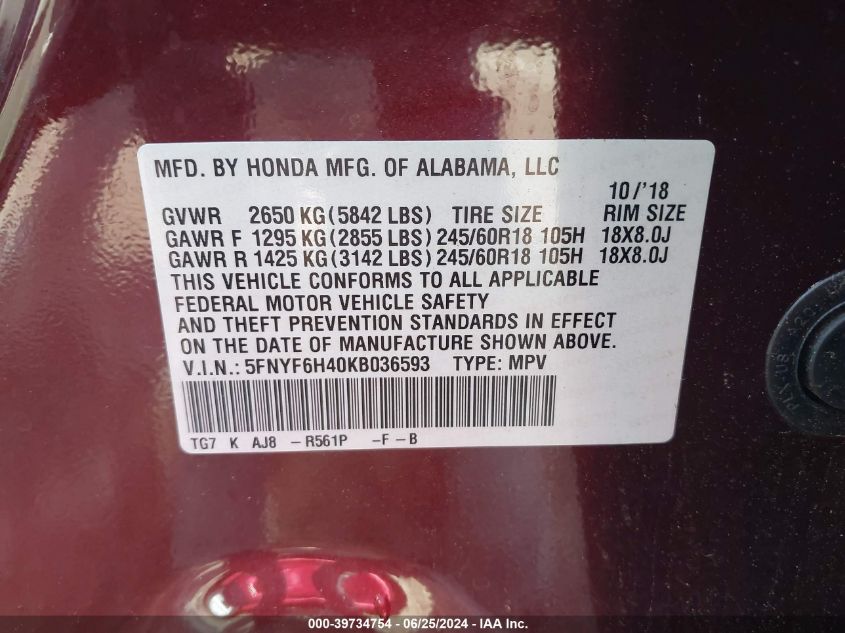 MFD. BY HONDA MFG. OF ALABAMA, LLC
10/'18
GVWR 2650 KG(5842 LBS) TIRE SIZE RIM SIZE
GAWR F 1295 KG(2855 LBS) 245/60R18 105H 18X8.0J
GAWR R 1425 KG(3142 LBS) 245/60R18 105H 18X8.0J
THIS VEHICLE CONFORMS TO ALL APPLICABLE
FEDERAL MOTOR VEHICLE SAFETY
AND THEFT PREVENTION STANDARDS IN EFFECT
ON THE DATE OF MANUFACTURE SHOWN ABOVE.
V.I.N.: 5FNYF6H40KB036593 TYPE: MPV
TG7 K AJ8 -R561P -F-B
000-39734754 - 06/25/2024 - IAA Inc.